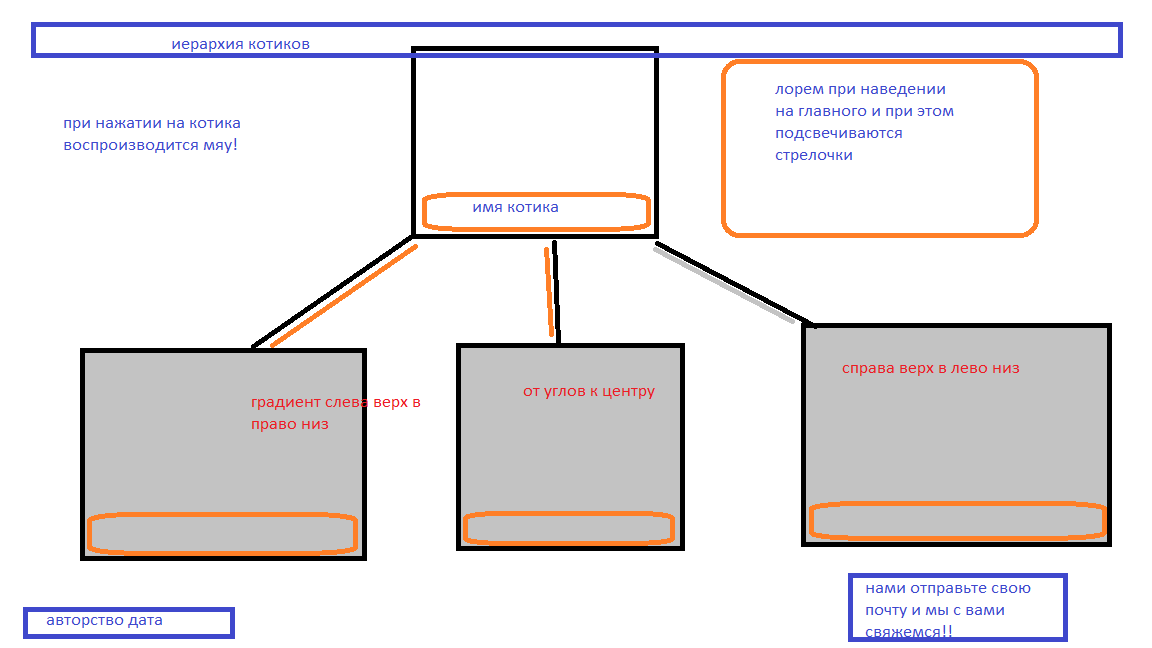 иерархия котиков
при нажатии на котика
воспроизводится мяу!
лорем при наведении
на главного и при этом
подсвечиваются
стрелочки
имя котика
градиент слева верх в
право низ
от углов к центру
справа верх в лево низ
авторство дата
нами отправьте свою
почту и мы с вами
свяжемся!!